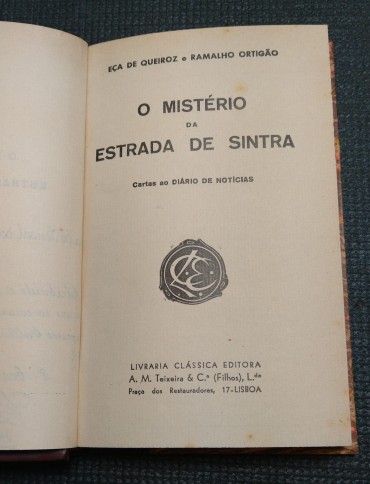 EÇA DE QUEIROZ e RAMALHO ORTIGÃO
O MISTÉRIO
DA
ESTRADA DE SINTRA
Cartas ao DIÁRIO DE NOTÍCIAS
LIVRARIA CLÁSSICA EDITORA
A. M. Teixeira & C.ª (Filhos), L.da
Praça dos Restauradores, 17-LISBOA